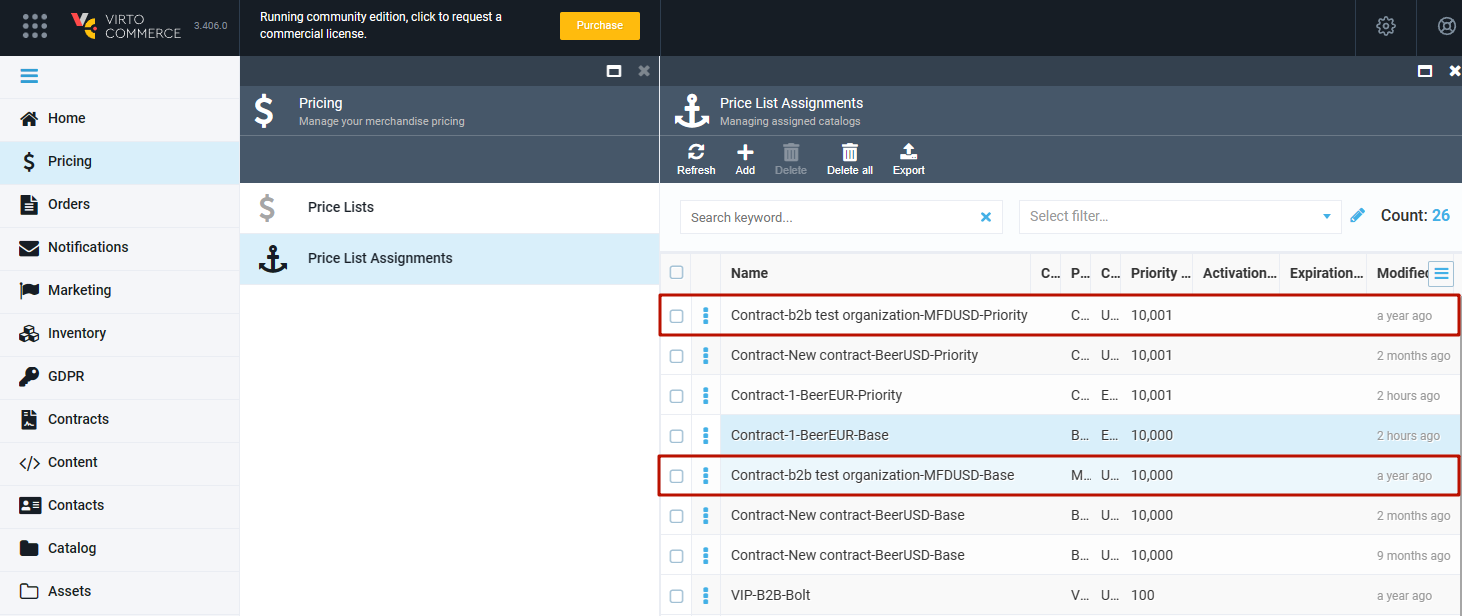 VIRTO
COMMERCE
3.406.0
Running community edition, click to request a
commercial license.
Purchase
Home
Pricing
Orders
Notifications
Marketing
Inventory
GDPR
Contracts
Content
Contacts
Catalog
Assets
Pricing
Manage your merchandise pricing
Price Lists
Price List Assignments
Price List Assignments
Managing assigned catalogs
Refresh Add Delete Delete all Export
Search keyword... Select filter... Count: 26
Name C... P... C... Priority ... Activation... Expiration... Modified
Contract-b2b test organization-MFDUSD-Priority C... U... 10,001 a year ago
Contract-New contract-BeerUSD-Priority C... U... 10,001 2 months ago
Contract-1-BeerEUR-Priority C... E... 10,001 2 hours ago
Contract-1-BeerEUR-Base B... E... 10,000 2 hours ago
Contract-b2b test organization-MFDUSD-Base M... U... 10,000 a year ago
Contract-New contract-BeerUSD-Base B... U... 10,000 2 months ago
Contract-New contract-BeerUSD-Base B... U... 10,000 9 months ago
VIP-B2B-Bolt V... U... 100 a year ago